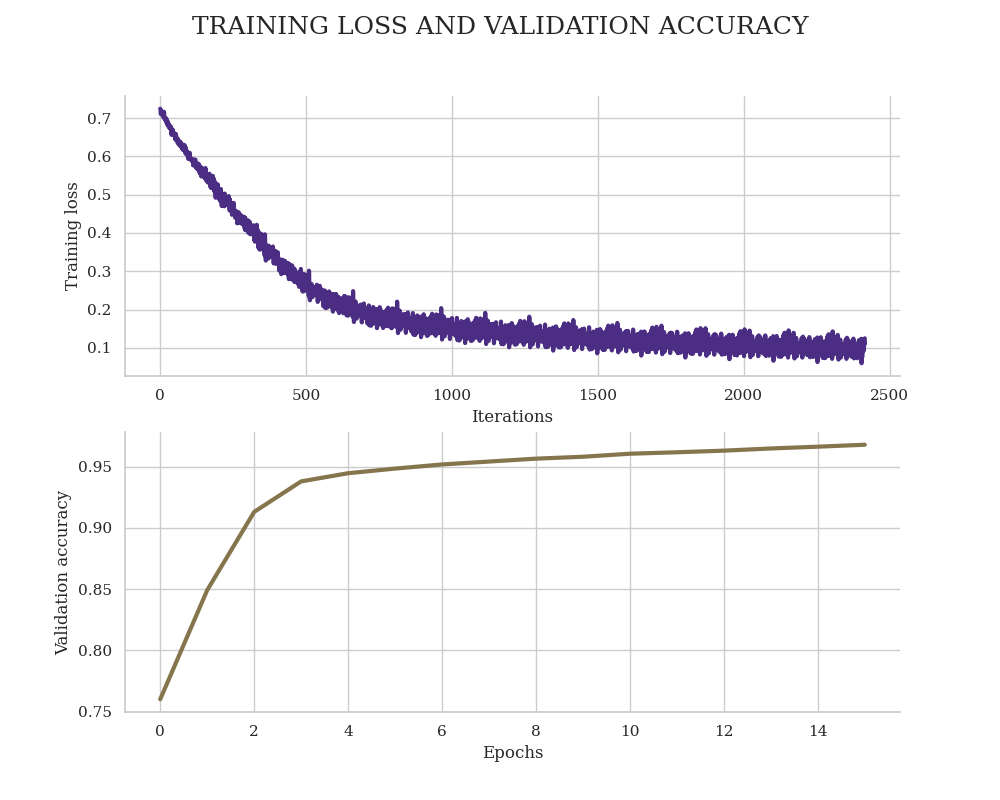 TRAINING LOSS AND VALIDATION ACCURACY
0.7
0.6
0.5
0.4
0.3
0.2
0.1
Training loss
0 500 1000 1500 2000 2500
Iterations
0.95
0.90
0.85
0.80
0.75
Validation accuracy
0 2 4 6 8 10 12 14
Epochs